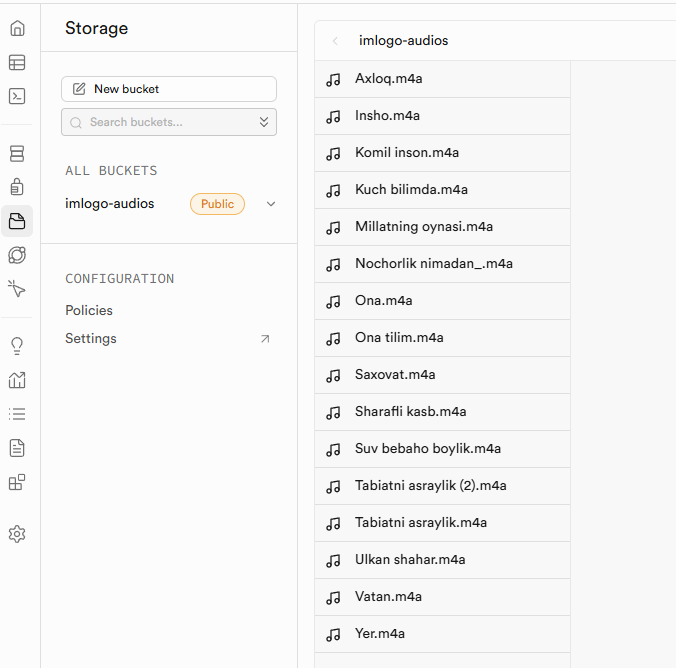 Storage
New bucket
Search buckets...
ALL BUCKETS
imlogo-audios
Public
CONFIGURATION
Policies
Settings
imlogo-audios
Axloq.m4a
Insho.m4a
Komil inson.m4a
Kuch bilimda.m4a
Millatning oynasi.m4a
Nochorlik nimadan_.m4a
Ona.m4a
Ona tilim.m4a
Saxovat.m4a
Sharafli kasb.m4a
Suv bebaho boylik.m4a
Tabiatni asraylik (2).m4a
Tabiatni asraylik.m4a
Ulkan shahar.m4a
Vatan.m4a
Yer.m4a